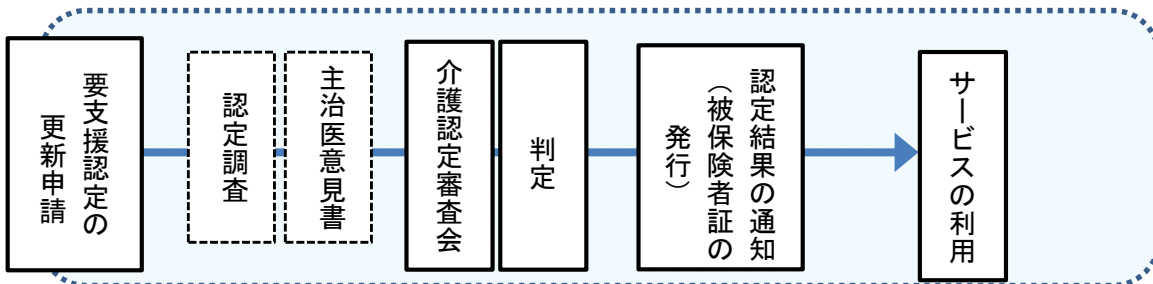 要支援認定の
更新申請
認定調査
主治医意見書
介護認定審査会
判定
認定結果の通知
（被保険者証の
発行）
サービスの利用